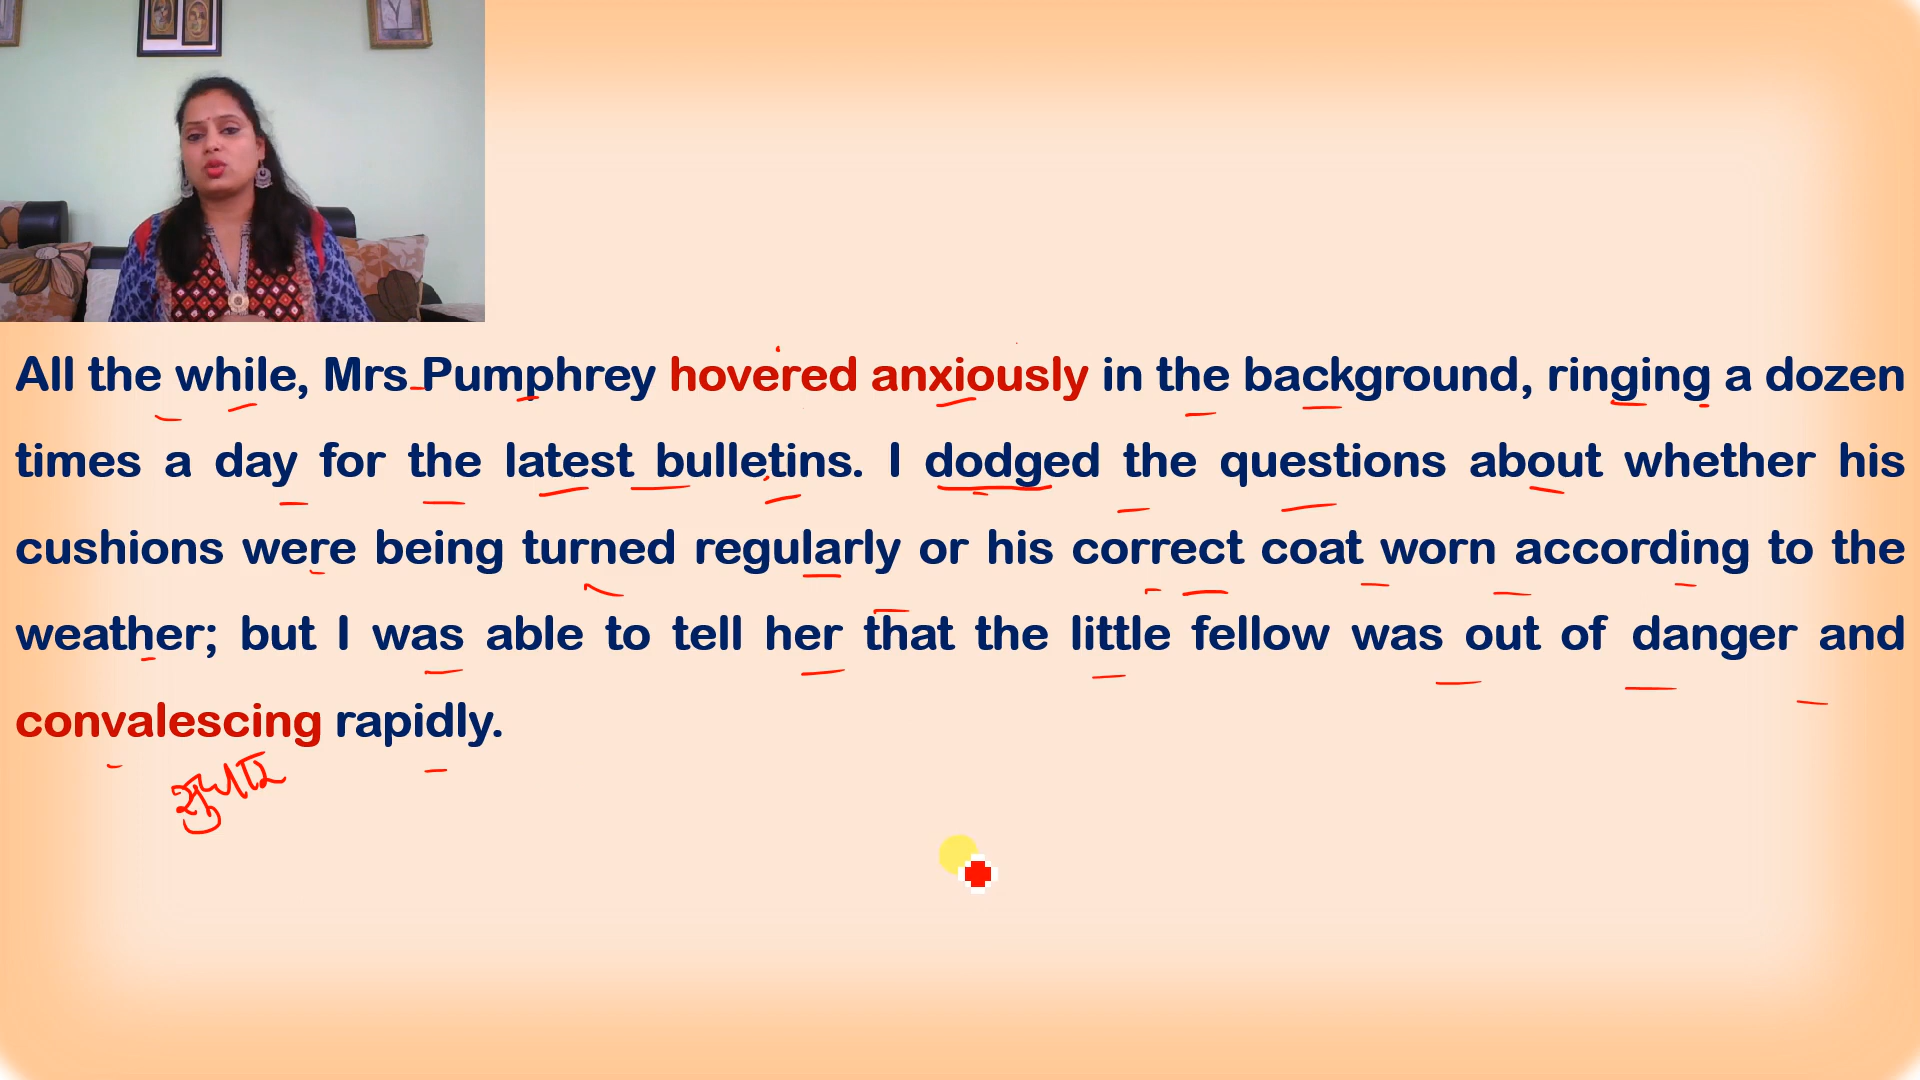 All the while, Mrs Pumphrey hovered anxiously in the background, ringing a dozen
times a day for the latest bulletins. I dodged the questions about whether his
cushions were being turned regularly or his correct coat worn according to the
weather; but I was able to tell her that the little fellow was out of danger and
convalescing rapidly.